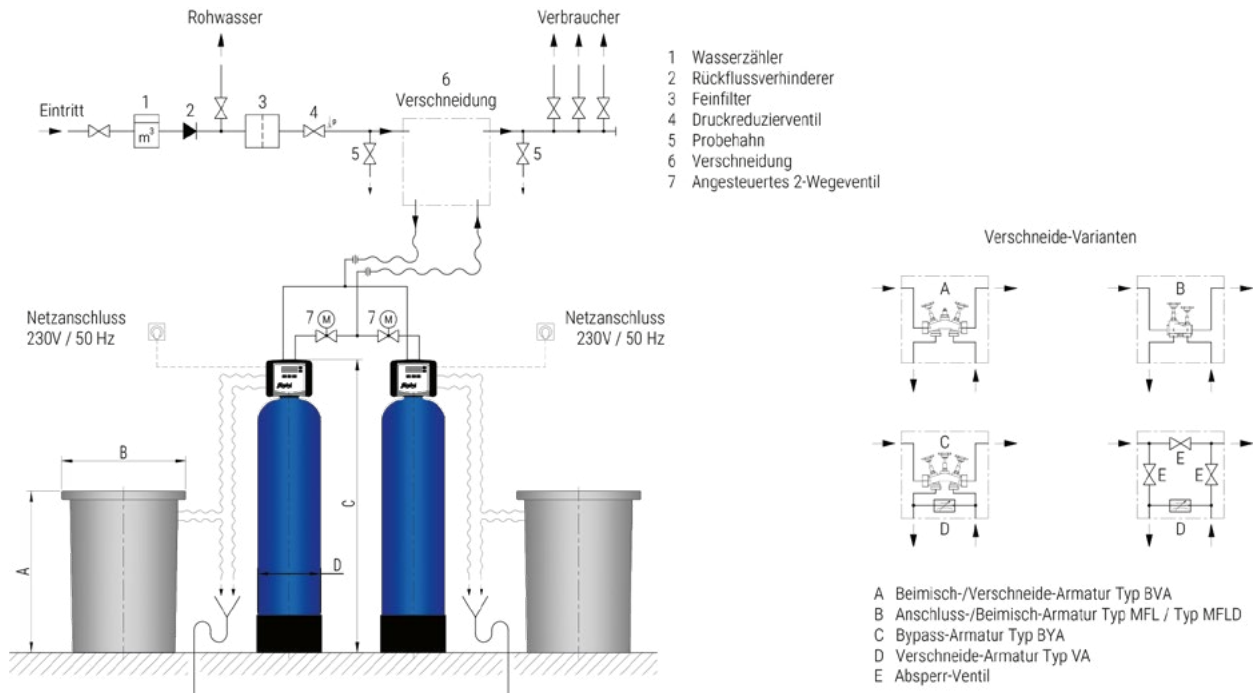 Rohwasser
Verbraucher
Eintritt
1
m³
2
3
4
p
5
6
Verschneidung
5
1 Wasserzähler
2 Rückflussverhinderer
3 Feinfilter
4 Druckreduzierventil
5 Probehahn
6 Verschneidung
7 Angesteuertes 2-Wegeventil
Netzanschluss
230V / 50 Hz
7 M
7 M
Netzanschluss
230V / 50 Hz
B
A
C
D
Verschneide-Varianten
A
B
C
D
E
E
E
D
A Beimisch-/Verschneide-Armatur Typ BVA
B Anschluss-/Beimisch-Armatur Typ MFL / Typ MFLD
C Bypass-Armatur Typ BYA
D Verschneide-Armatur Typ VA
E Absperr-Ventil